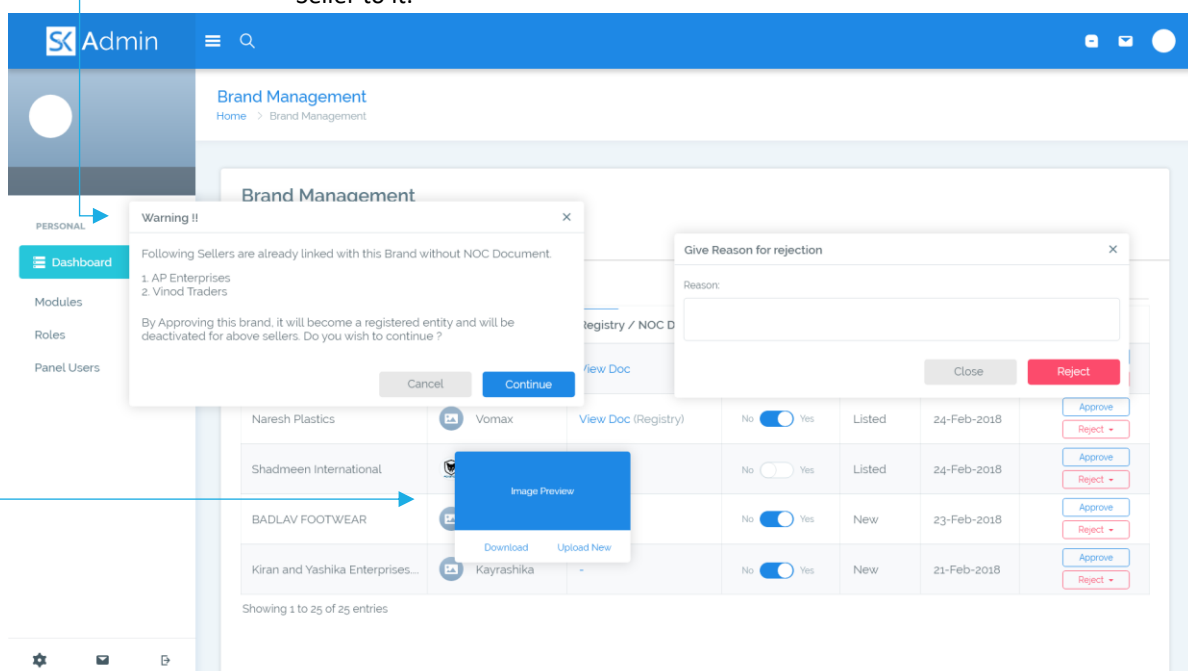 Seller to it.
SK Admin
Brand Management
Home > Brand Management
Brand Management
PERSONAL
Dashboard
Modules
Roles
Panel Users
Warning !!
Following Sellers are already linked with this Brand without NOC Document.
1. AP Enterprises
2. Vinod Traders
By Approving this brand, it will become a registered entity and will be
deactivated for above sellers. Do you wish to continue ?
Cancel Continue
Give Reason for rejection
Reason:
Close Reject
Registry / NOC D
View Doc
Naresh Plastics Vomax View Doc (Registry) No Yes Listed 24-Feb-2018 Approve
Reject
Shadmeen International No Yes Listed 24-Feb-2018 Approve
Reject
Image Preview
Download Upload New
BADLAV FOOTWEAR No Yes New 23-Feb-2018 Approve
Reject
Kiran and Yashika Enterprises... Kayrashika - No Yes New 21-Feb-2018 Approve
Reject
Showing 1 to 25 of 25 entries